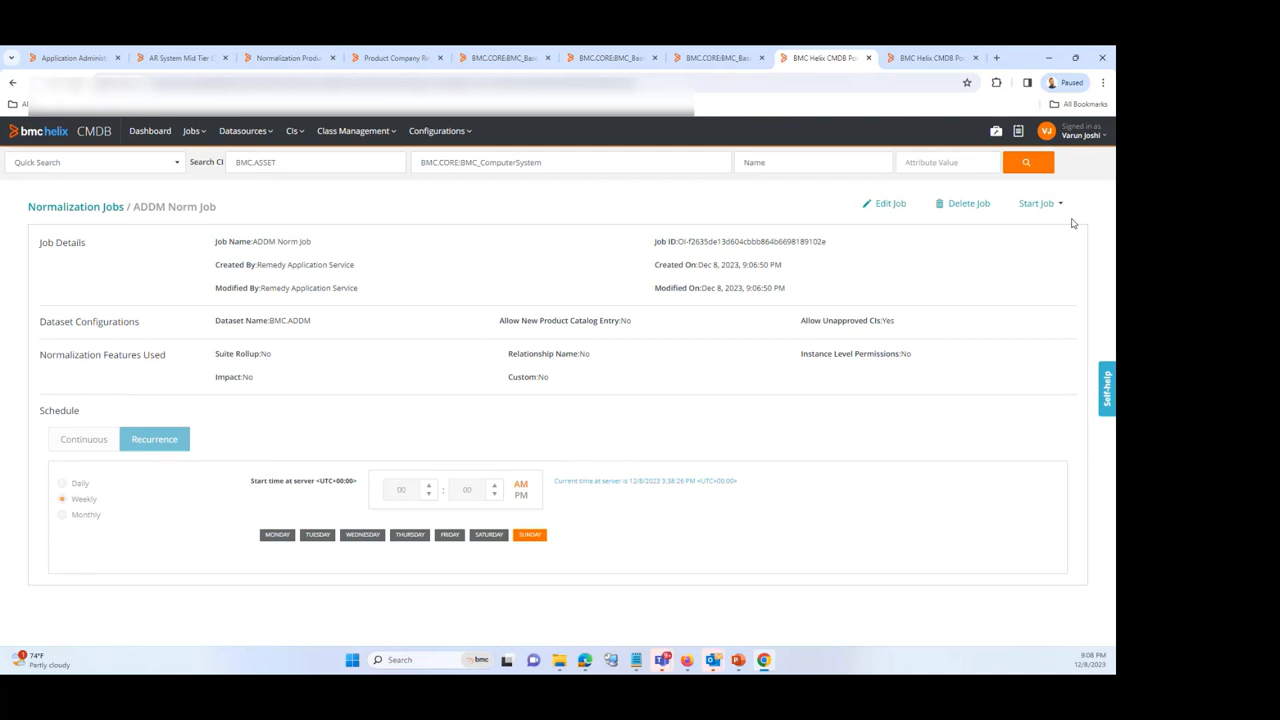 Application Administ
AR System Mid Tier C
Normalization Produ
Product Company Re
BMC.CORE:BMC_Base
BMC.CORE:BMC_Bas
BMC.CORE:BMC_Bas
BMC Helix CMDB Po
BMC Helix CMDB Po
Paused
All Bookmarks
bmchelix CMDB Dashboard Jobs Datasources CIs Class Management Configurations
VJ Signed in as
Varun Joshi
Quick Search Search CI BMC.ASSET BMC.CORE:BMC_ComputerSystem Name Attribute Value
Normalization Jobs / ADDM Norm Job Edit Job Delete Job Start Job
Job Details Job Name:ADDM Norm Job Job ID:OI-f2635de13d604cbbb864b6698189102e
Created By:Remedy Application Service Created On:Dec 8, 2023, 9:06:50 PM
Modified By:Remedy Application Service Modified On:Dec 8, 2023, 9:06:50 PM
Dataset Configurations Dataset Name:BMC.ADDM Allow New Product Catalog Entry:No Allow Unapproved CIs:Yes
Normalization Features Used Suite Rollup:No Relationship Name:No Instance Level Permissions:No
Impact:No Custom:No
Self-help
Schedule
Continuous Recurrence
Daily Start time at server <UTC+00:00> 00 : 00 AM Current time at server is 12/8/2023 3:38:26 PM <UTC+00:00>
Weekly PM
Monthly
MONDAY TUESDAY WEDNESDAY THURSDAY FRIDAY SATURDAY SUNDAY
1 74°F
Partly cloudy
Search bmc
9:08 PM
12/8/2023